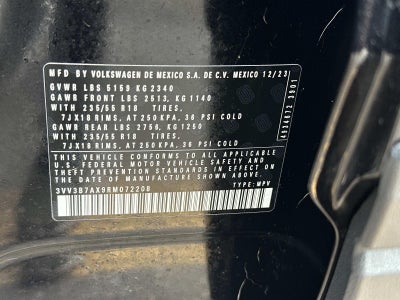 MFD BY VOLKSWAGEN DE MEXICO S.A. DE C.V. MEXICO 12/23
GVWR LBS 5159 KG 2340
GAWR FRONT LBS 2513, KG 1140
WITH 235/55 R18 TIRES,
7JX18 RIMS, AT 250 KPA, 36 PSI COLD
GAWR REAR LBS 2756, KG 1250
WITH 235/55 R18 TIRES,
7JX18 RIMS, AT 250 KPA, 36 PSI COLD
THIS VEHICLE CONFORMS TO ALL APPLICABLE
U.S. FEDERAL MOTOR VEHICLE SAFETY AND
THEFT PREVENTION STANDARDS IN EFFECT ON
THE DATE OF MANUFACTURE SHOWN ABOVE.
3VV3B7AX9RM072208 TYPE: MPV